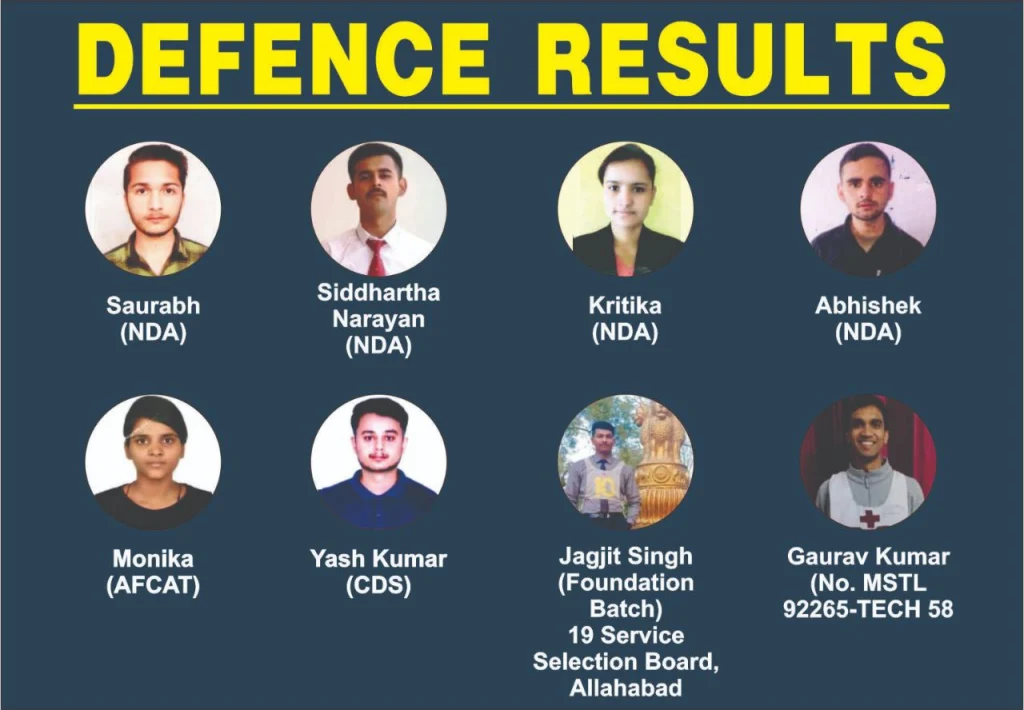 DEFENCE RESULTS
Saurabh
(NDA)
Siddhartha
Narayan
(NDA)
Kritika
(NDA)
Abhishek
(NDA)
Monika
(AFCAT)
Yash Kumar
(CDS)
Jagjit Singh
(Foundation
Batch)
19 Service
Selection Board,
Allahabad
Gaurav Kumar
(No. MSTL
92265-TECH 58
10